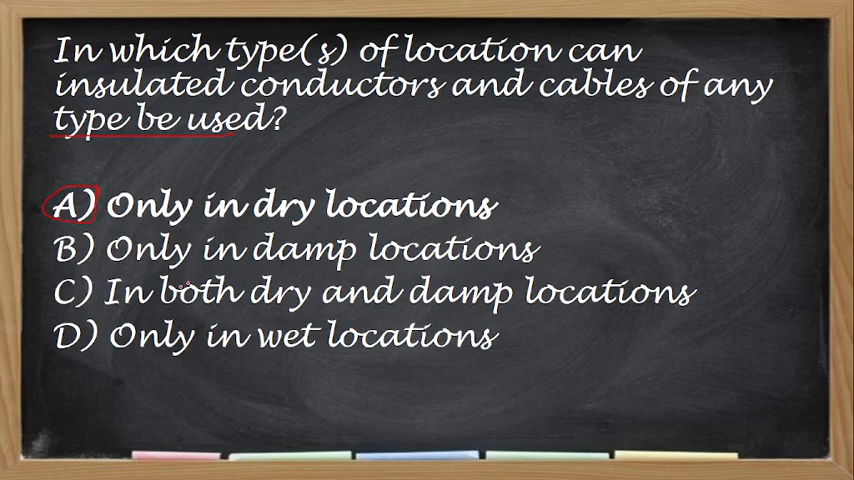 In which type(s) of location can
insulated conductors and cables of any
type be used?
A) Only in dry locations
B) Only in damp locations
C) In both dry and damp locations
D) Only in wet locations